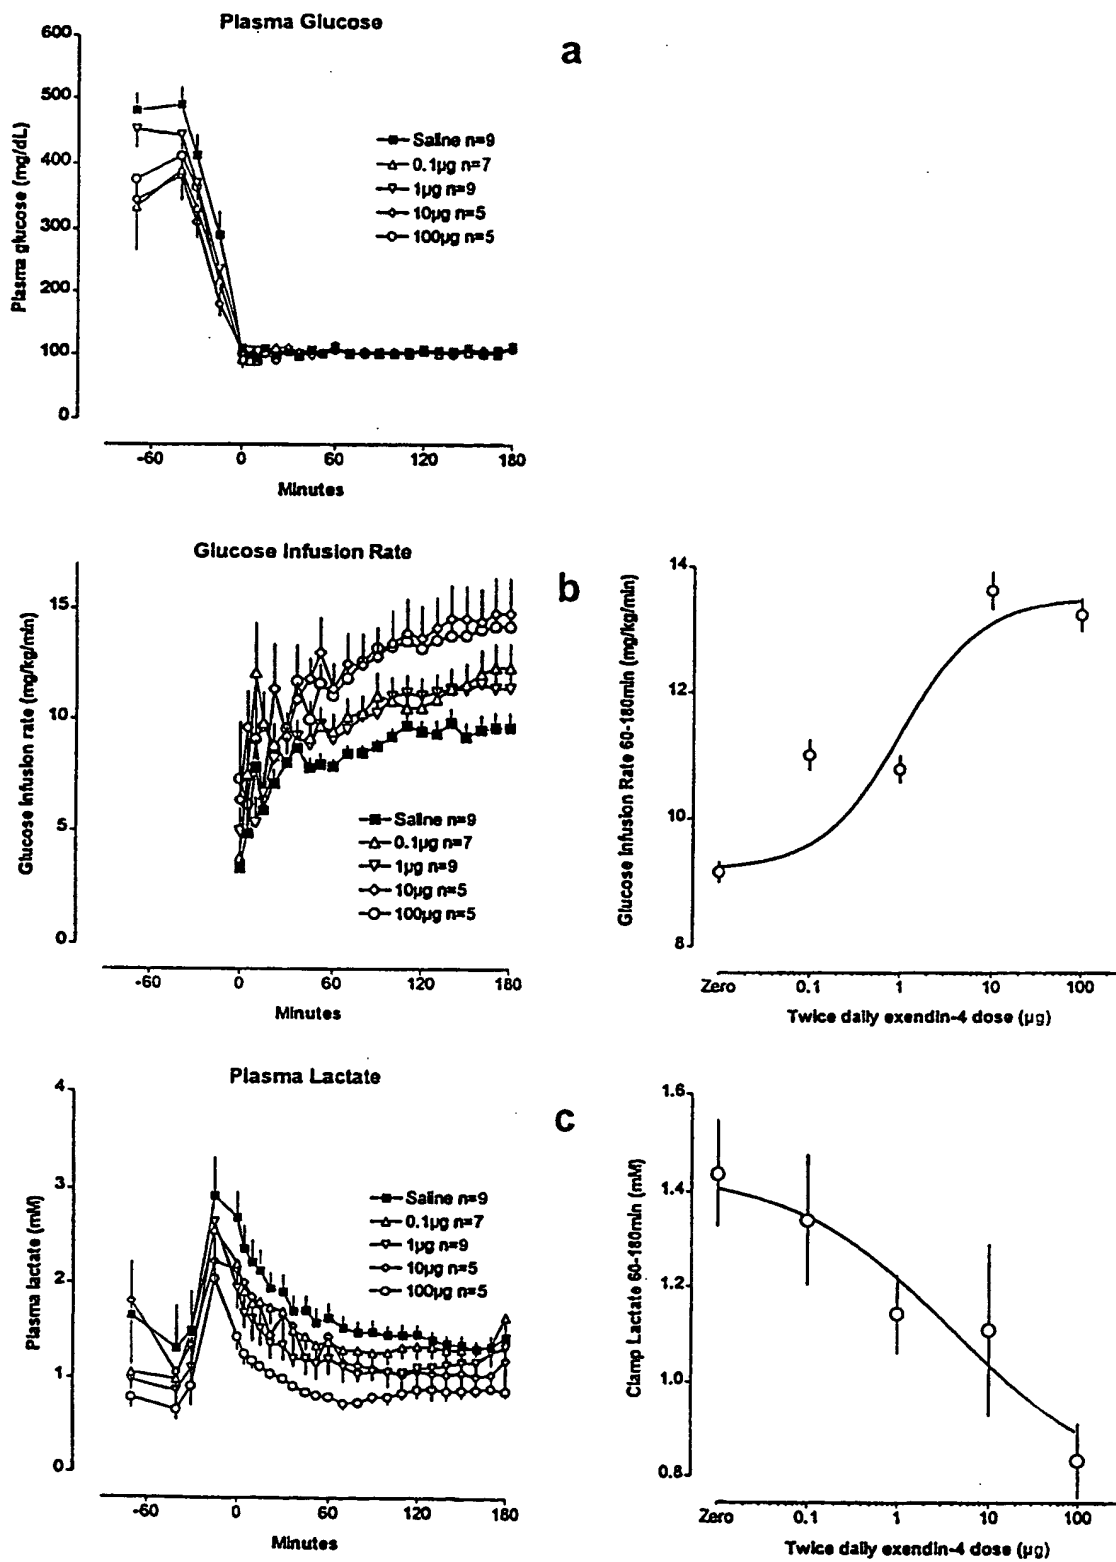 Plasma Glucose
a
600
500
400
300
200
100
0
Plasma glucose (mg/dL)
Saline n=9
0.1µg n=7
1µg n=9
10µg n=5
100µg n=5
-60 0 60 120 180
Minutes
Glucose Infusion Rate
b
15
10
5
0
Glucose infusion rate (mg/kg/min)
Saline n=9
0.1µg n=7
1µg n=9
10µg n=5
100µg n=5
-60 0 60 120 180
Minutes
14
12
10
8
Glucose Infusion Rate 60-180min (mg/kg/min)
Zero 0.1 1 10 100
Twice daily exendin-4 dose (µg)
Plasma Lactate
c
4
3
2
1
0
Plasma lactate (mM)
Saline n=9
0.1µg n=7
1µg n=9
10µg n=5
100µg n=5
-60 0 60 120 180
Minutes
1.6
1.4
1.2
1.0
0.8
Clamp Lactate 60-180min (mM)
Zero 0.1 1 10 100
Twice daily exendin-4 dose (µg)